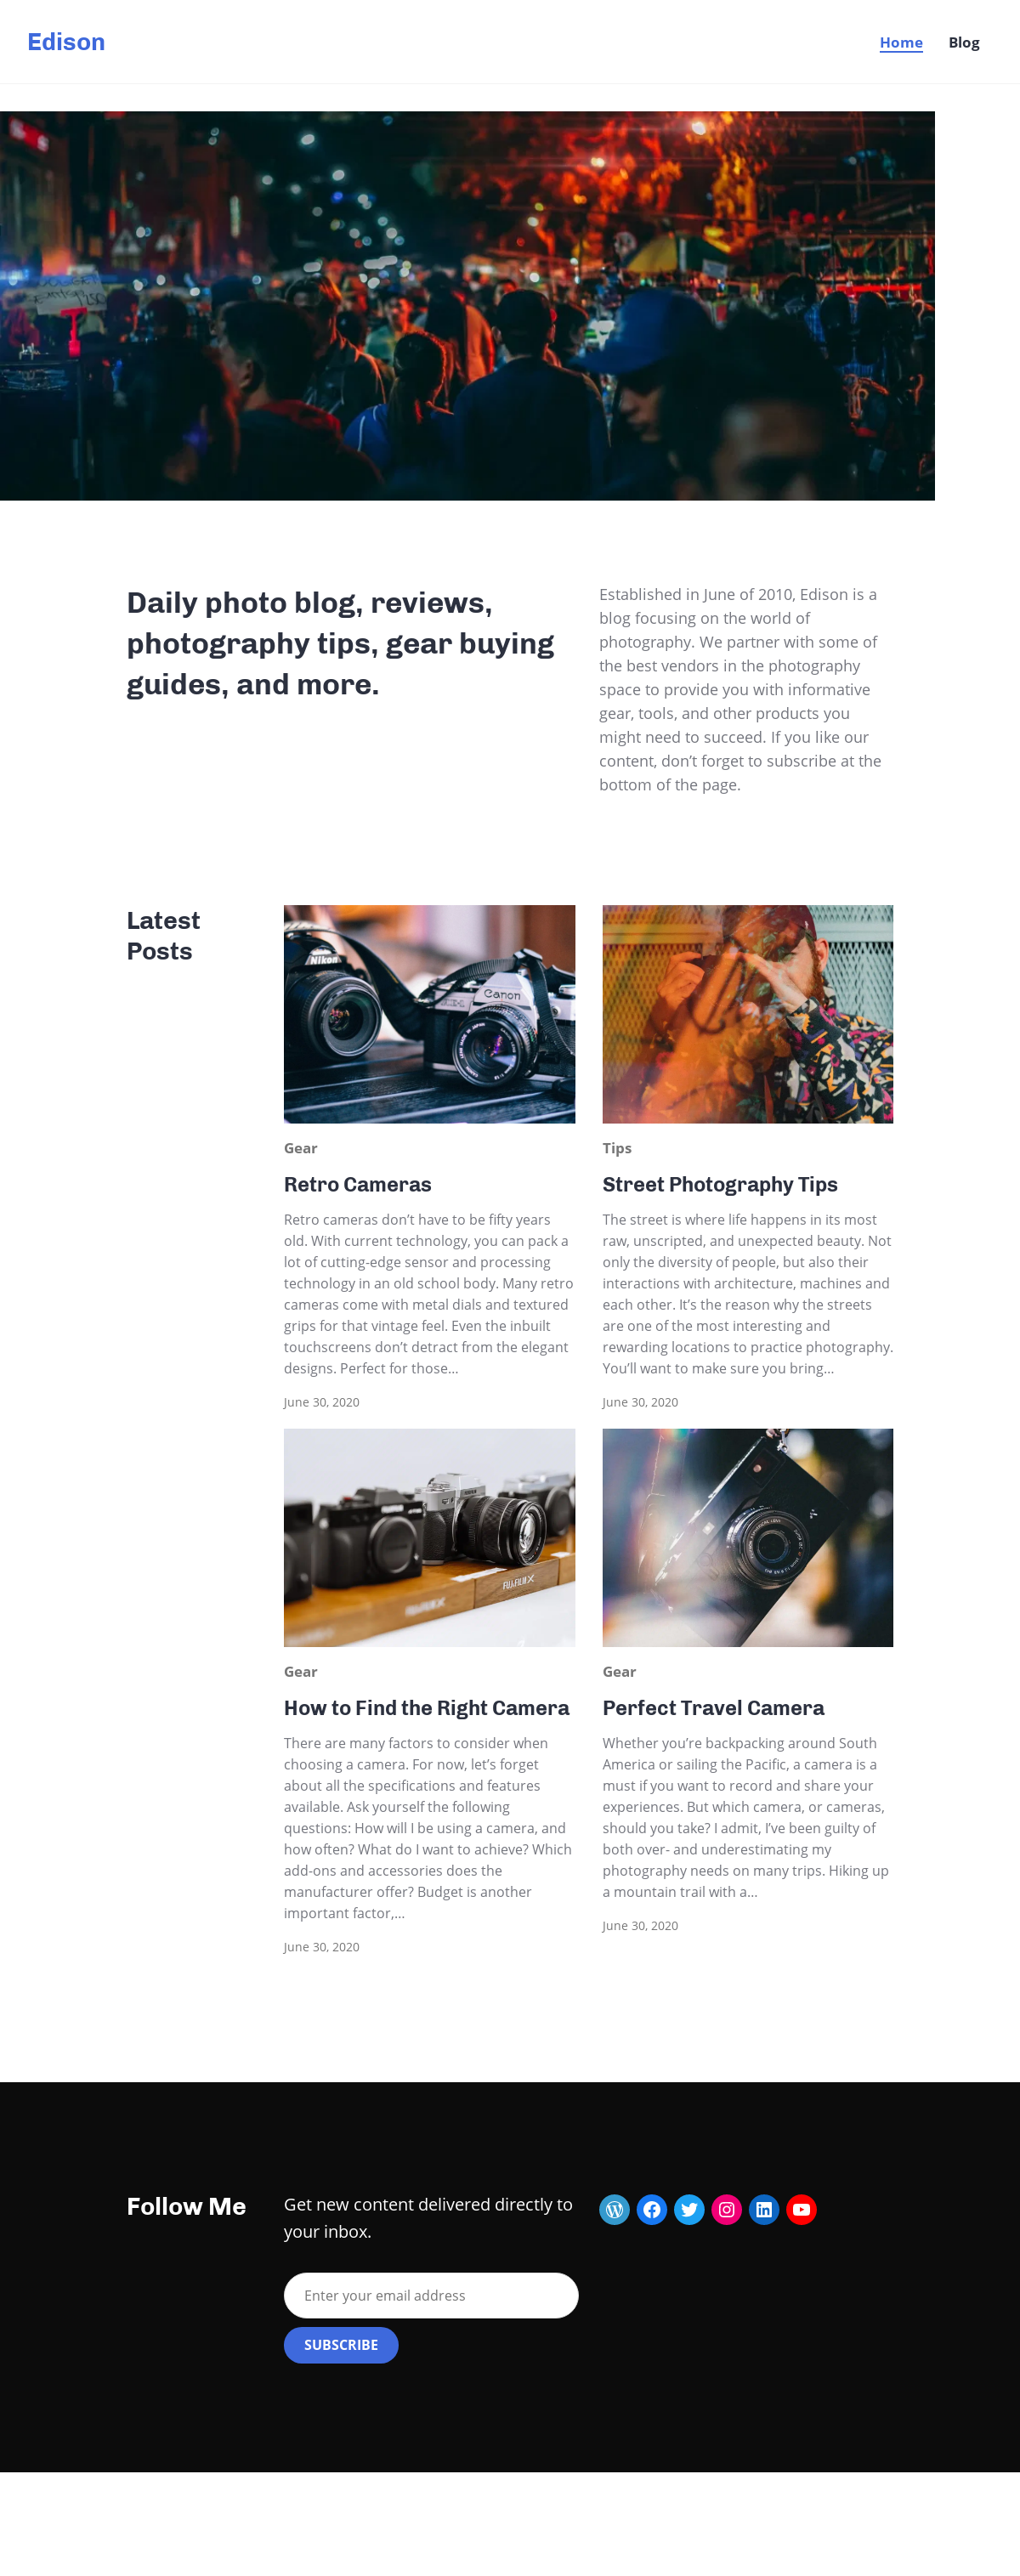 Edison
Home
Blog
Daily photo blog, reviews,
photography tips, gear buying
guides, and more.
Established in June of 2010, Edison is a
blog focusing on the world of
photography. We partner with some of
the best vendors in the photography
space to provide you with informative
gear, tools, and other products you
might need to succeed. If you like our
content, don’t forget to subscribe at the
bottom of the page.
Latest
Posts
Nikon
Canon
Gear
Retro Cameras
Retro cameras don’t have to be fifty years
old. With current technology, you can pack a
lot of cutting-edge sensor and processing
technology in an old school body. Many retro
cameras come with metal dials and textured
grips for that vintage feel. Even the inbuilt
touchscreens don’t detract from the elegant
designs. Perfect for those…
June 30, 2020
Tips
Street Photography Tips
The street is where life happens in its most
raw, unscripted, and unexpected beauty. Not
only the diversity of people, but also their
interactions with architecture, machines and
each other. It’s the reason why the streets
are one of the most interesting and
rewarding locations to practice photography.
You’ll want to make sure you bring…
June 30, 2020
FUJIFILM X
Gear
How to Find the Right Camera
There are many factors to consider when
choosing a camera. For now, let’s forget
about all the specifications and features
available. Ask yourself the following
questions: How will I be using a camera, and
how often? What do I want to achieve? Which
add-ons and accessories does the
manufacturer offer? Budget is another
important factor,…
June 30, 2020
Gear
Perfect Travel Camera
Whether you’re backpacking around South
America or sailing the Pacific, a camera is a
must if you want to record and share your
experiences. But which camera, or cameras,
should you take? I admit, I’ve been guilty of
both over- and underestimating my
photography needs on many trips. Hiking up
a mountain trail with a…
June 30, 2020
Follow Me
Get new content delivered directly to
your inbox.
Enter your email address
SUBSCRIBE